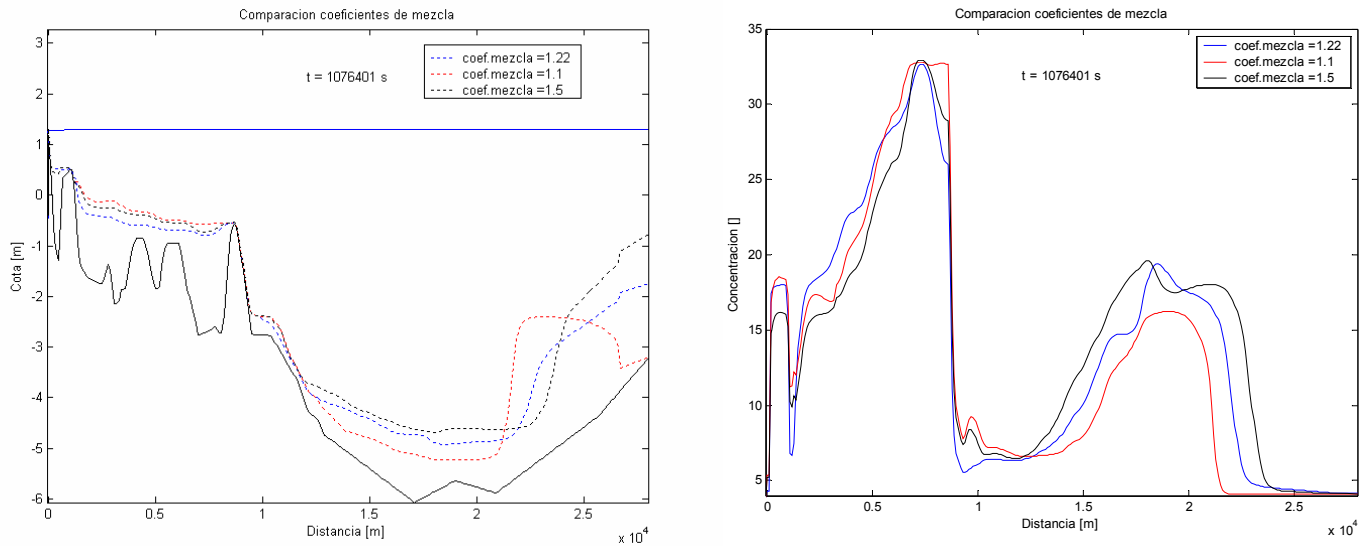 Comparacion coeficientes de mezcla
3
2
1
0
-1
-2
-3
-4
-5
-6
Cota [m]
t = 1076401 s
coef.mezcla =1.22
coef.mezcla =1.1
coef.mezcla =1.5
0
0.5
1
1.5
2
2.5
Distancia [m]
x 10^4
Comparacion coeficientes de mezcla
35
30
25
20
15
10
5
Concentracion []
t = 1076401 s
coef.mezcla =1.22
coef.mezcla =1.1
coef.mezcla =1.5
0
0.5
1
1.5
2
2.5
Distancia [m]
x 10^4